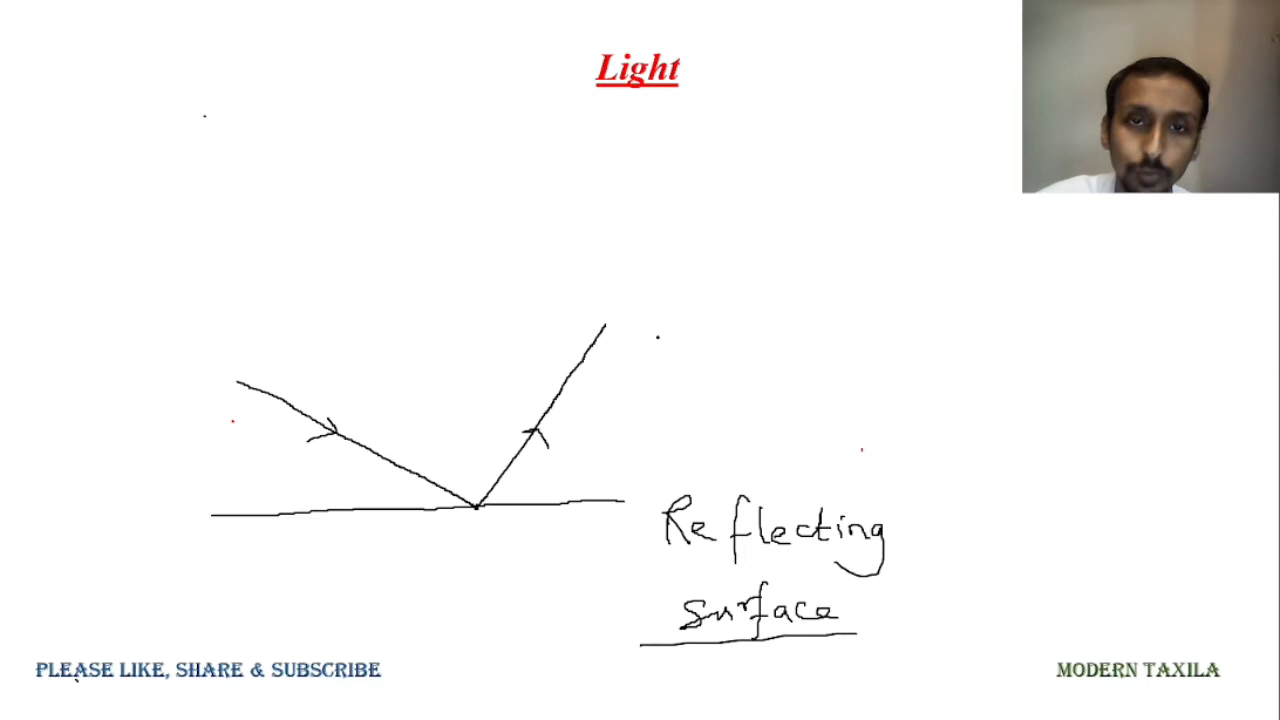 Light
Reflecting
surface
PLEASE LIKE, SHARE & SUBSCRIBE
MODERN TAXILA